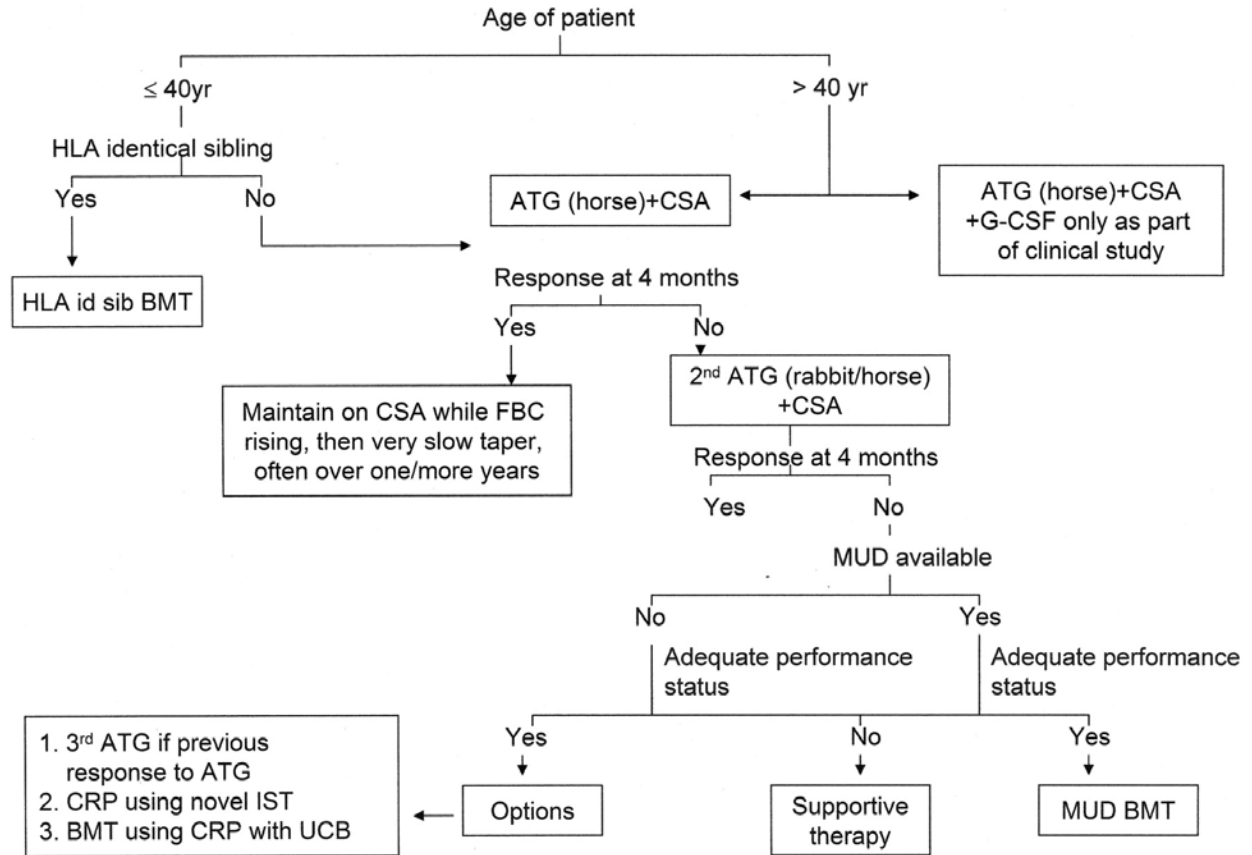 Age of patient
≤ 40yr
> 40 yr
HLA identical sibling
Yes
No
ATG (horse)+CSA
ATG (horse)+CSA
+G-CSF only as part
of clinical study
HLA id sib BMT
Response at 4 months
Yes
No
Maintain on CSA while FBC
rising, then very slow taper,
often over one/more years
2nd ATG (rabbit/horse)
+CSA
Response at 4 months
Yes
No
MUD available
No
Yes
Adequate performance
status
Adequate performance
status
Yes
No
Yes
1. 3rd ATG if previous
response to ATG
2. CRP using novel IST
3. BMT using CRP with UCB
Options
Supportive
therapy
MUD BMT